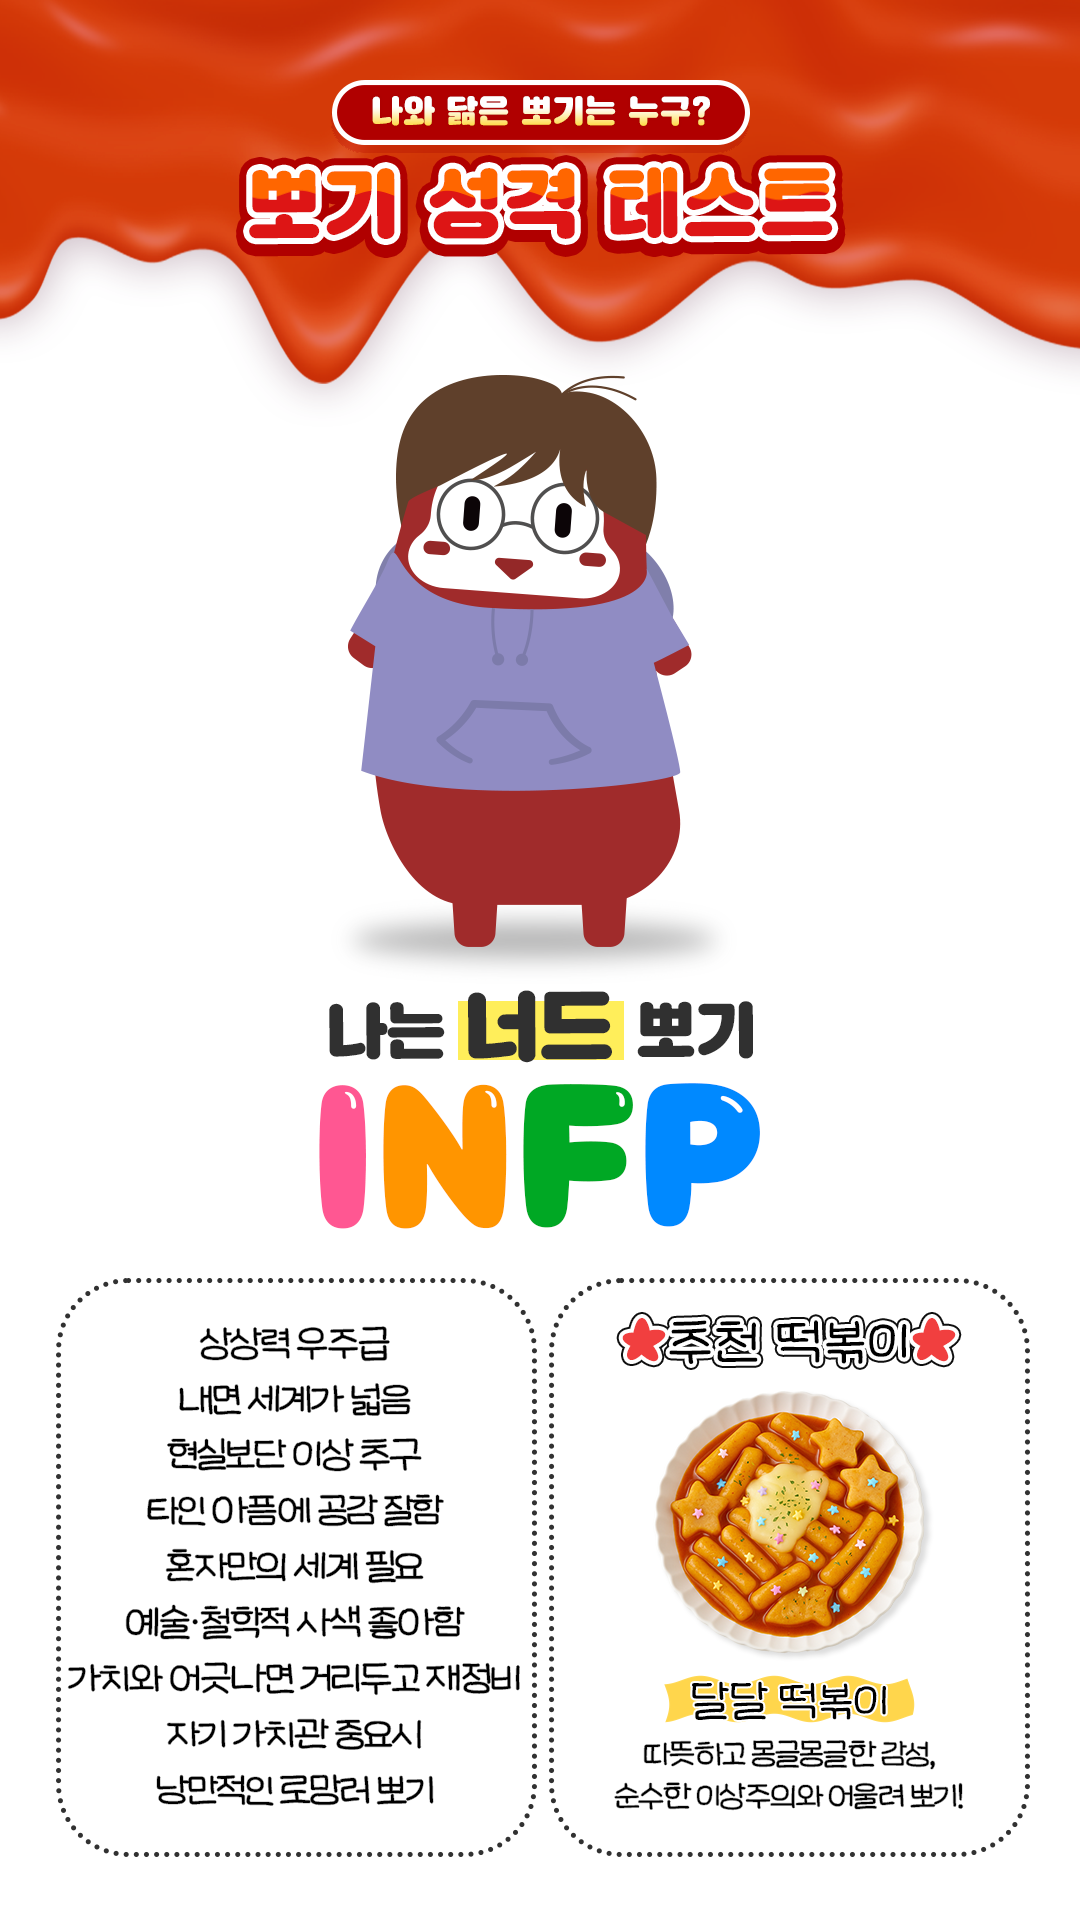 나와 닮은 뽀기는 누구?
뽀기 성격 테스트
나는 너드 뽀기
INFP
상상력 우주급
내면 세계가 넓음
현실보단 이상 추구
타인 아픔에 공감 잘함
혼자만의 세계 필요
예술·철학적 사색 좋아함
가치와 어긋나면 거리두고 재정비
자기 가치관 중요시
낭만적인 로망러 뽀기
추천 떡볶이
달달 떡볶이
따뜻하고 몽글몽글한 감성,
순수한 이상주의와 어울려 뽀기!